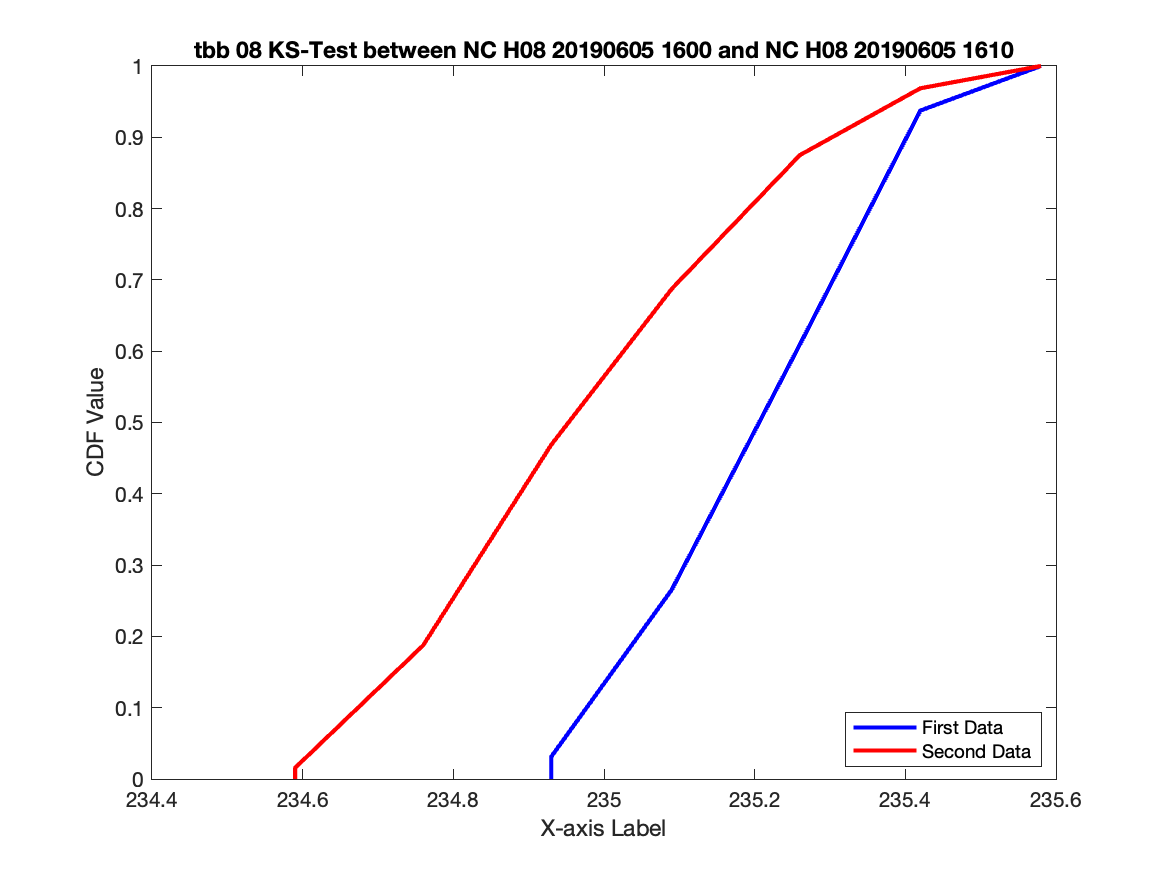 tbb 08 KS-Test between NC H08 20190605 1600 and NC H08 20190605 1610
1
0.9
0.8
0.7
0.6
0.5
0.4
0.3
0.2
0.1
0
CDF Value
First Data
Second Data
234.4 234.6 234.8 235 235.2 235.4 235.6
X-axis Label